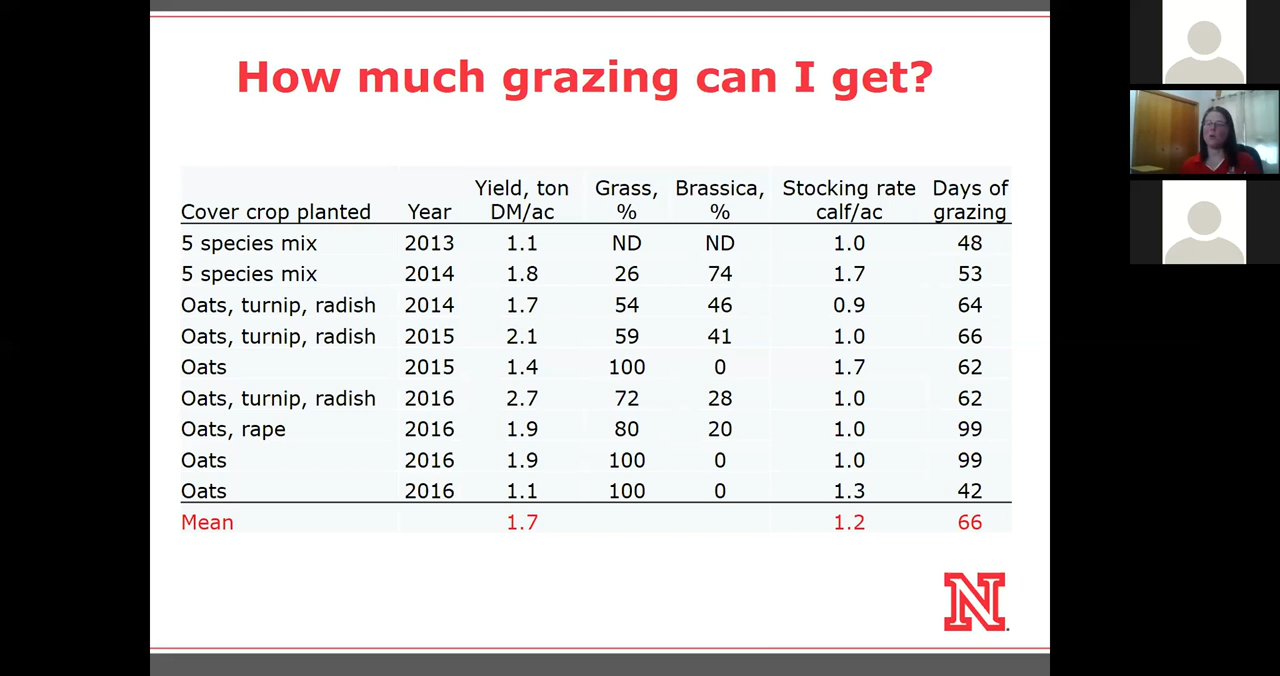 How much grazing can I get?
Cover crop planted Year Yield, ton DM/ac Grass, % Brassica, % Stocking rate calf/ac Days of grazing
5 species mix 2013 1.1 ND ND 1.0 48
5 species mix 2014 1.8 26 74 1.7 53
Oats, turnip, radish 2014 1.7 54 46 0.9 64
Oats, turnip, radish 2015 2.1 59 41 1.0 66
Oats 2015 1.4 100 0 1.7 62
Oats, turnip, radish 2016 2.7 72 28 1.0 62
Oats, rape 2016 1.9 80 20 1.0 99
Oats 2016 1.9 100 0 1.0 99
Oats 2016 1.1 100 0 1.3 42
Mean 1.7 1.2 66
N